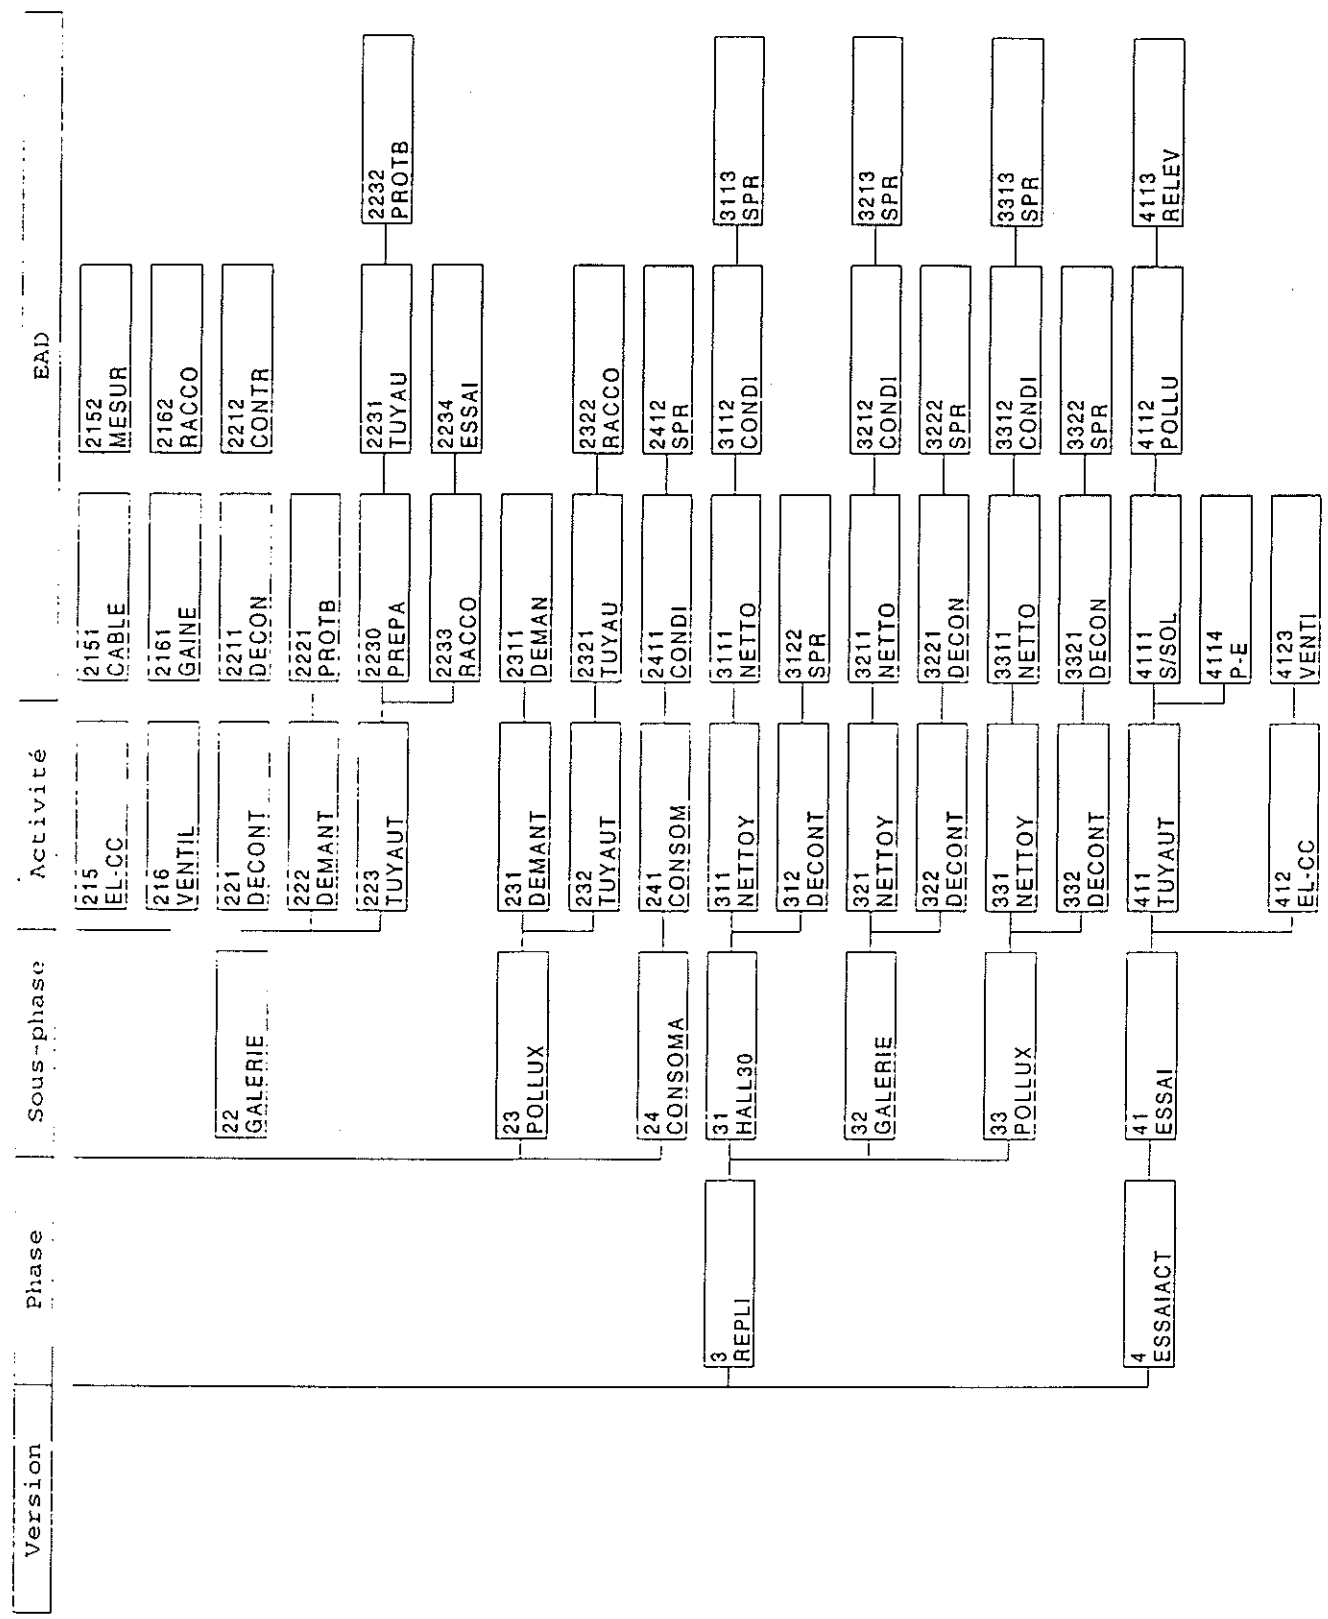 Version
Phase
Sous-phase
Activité
EAD
215
EL-CC
2151
CABLE
2152
MESUR
216
VENTIL
2161
GAINE
2162
RACCO
22
GALERIE
221
DECONT
2211
DECON
2212
CONTR
222
DEMANT
2221
PROTB
223
TUYAUT
2230
PREPA
2231
TUYAU
2232
PROTB
2233
RACCO
2234
ESSAI
23
POLLUX
231
DEMANT
2311
DEMAN
232
TUYAUT
2321
TUYAU
2322
RACCO
24
CONSOMA
241
CONSOM
2411
CONDI
2412
SPR
3
REPLI
31
HALL30
311
NETTOY
3111
NETTO
3112
CONDI
3113
SPR
312
DECONT
3122
SPR
32
GALERIE
321
NETTOY
3211
NETTO
3212
CONDI
3213
SPR
322
DECONT
3221
DECON
3222
SPR
33
POLLUX
331
NETTOY
3311
NETTO
3312
CONDI
3313
SPR
332
DECONT
3321
DECON
3322
SPR
4
ESSAIACT
41
ESSAI
411
TUYAUT
4111
S/SOL
4112
POLLU
4113
RELEV
4114
P-E
412
EL-CC
4123
VENTI